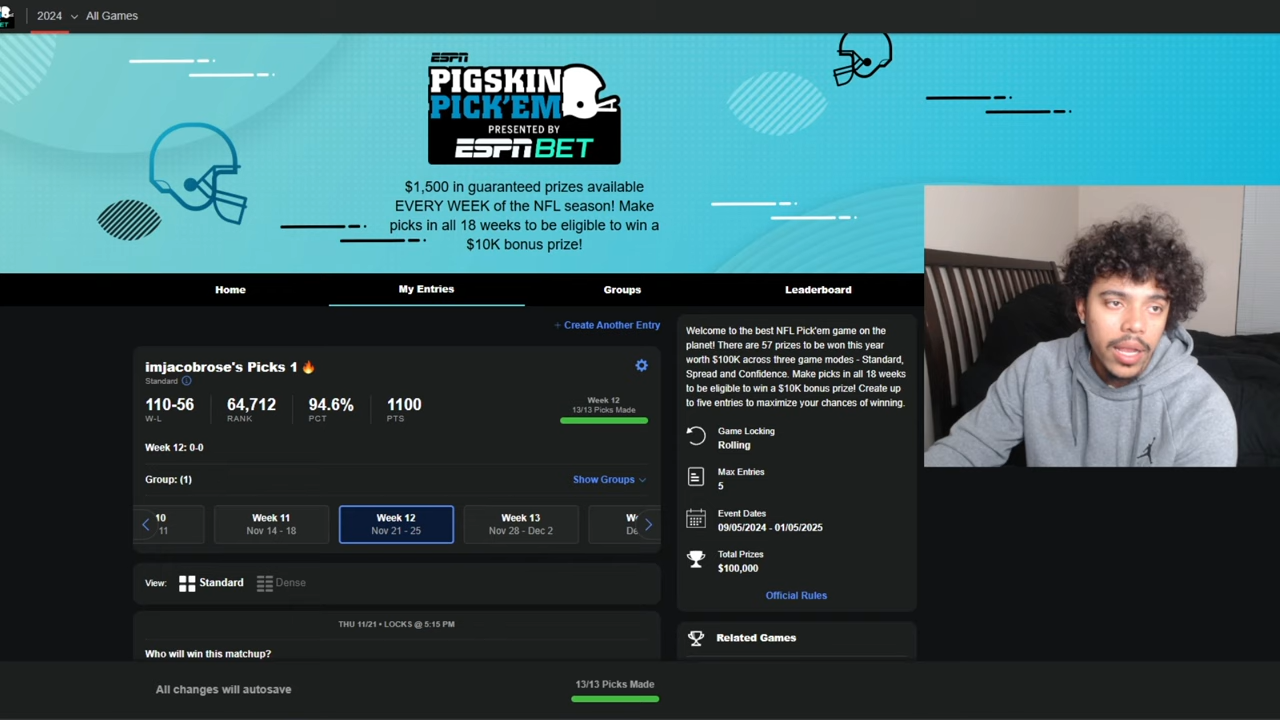 2024
All Games
ESPN
PIGSKIN
PICK'EM
PRESENTED BY
ESPN BET
$1,500 in guaranteed prizes available
EVERY WEEK of the NFL season! Make
picks in all 18 weeks to be eligible to win a
$10K bonus prize!
Home
My Entries
Groups
Leaderboard
+ Create Another Entry
imjacobrose's Picks 1 🔥
Standard
110-56
W-L
64,712
RANK
94.6%
PCT
1100
PTS
Week 12
13/13 Picks Made
Week 12: 0-0
Group: (1)
Show Groups
10
11
Week 11
Nov 14 - 18
Week 12
Nov 21 - 25
Week 13
Nov 28 - Dec 2
View:
Standard
Dense
THU 11/21 • LOCKS @ 5:15 PM
Who will win this matchup?
Welcome to the best NFL Pick'em game on the
planet! There are 57 prizes to be won this year
worth $100K across three game modes - Standard,
Spread and Confidence. Make picks in all 18 weeks
to be eligible to win a $10K bonus prize! Create up
to five entries to maximize your chances of winning.
Game Locking
Rolling
Max Entries
5
Event Dates
09/05/2024 - 01/05/2025
Total Prizes
$100,000
Official Rules
Related Games
All changes will autosave
13/13 Picks Made